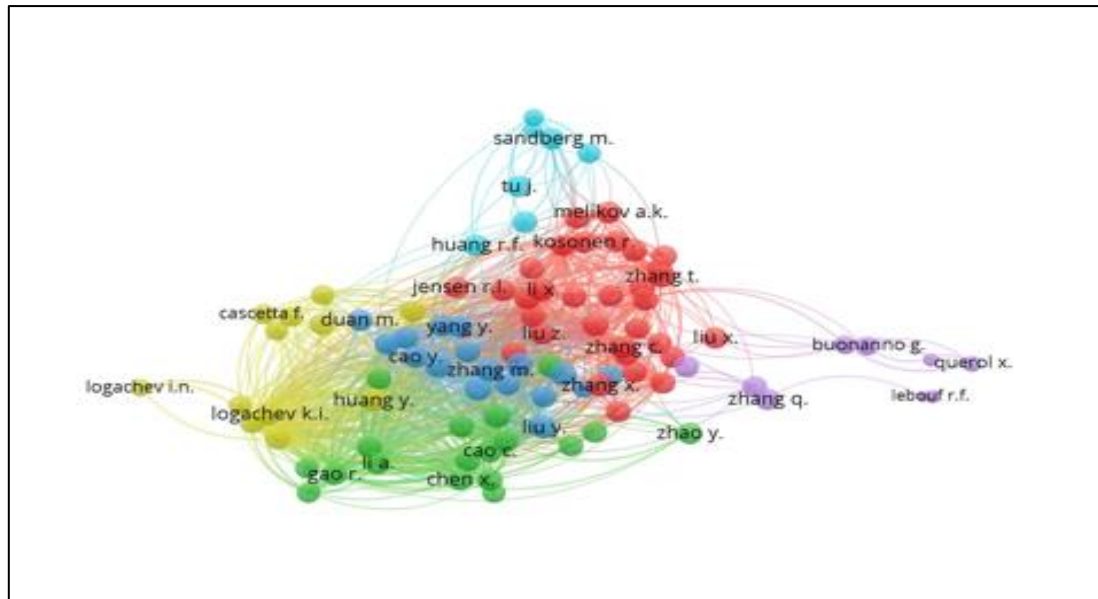 sandberg m.
tu j.
melikov a.k.
huang r.f.
kosonen r.
zhang t.
jensen r.l.
li x.
cascetta f.
duan m.
yang y.
liu z.
liu x.
zhang c.
buonanno g.
cao y.
zhang m.
querol x.
zhang x.
logachev i.n.
huang y.
zhang q.
lebouf r.f.
logachev k.i.
liu y.
zhao y.
cao c.
li a.
gao r.
chen x.